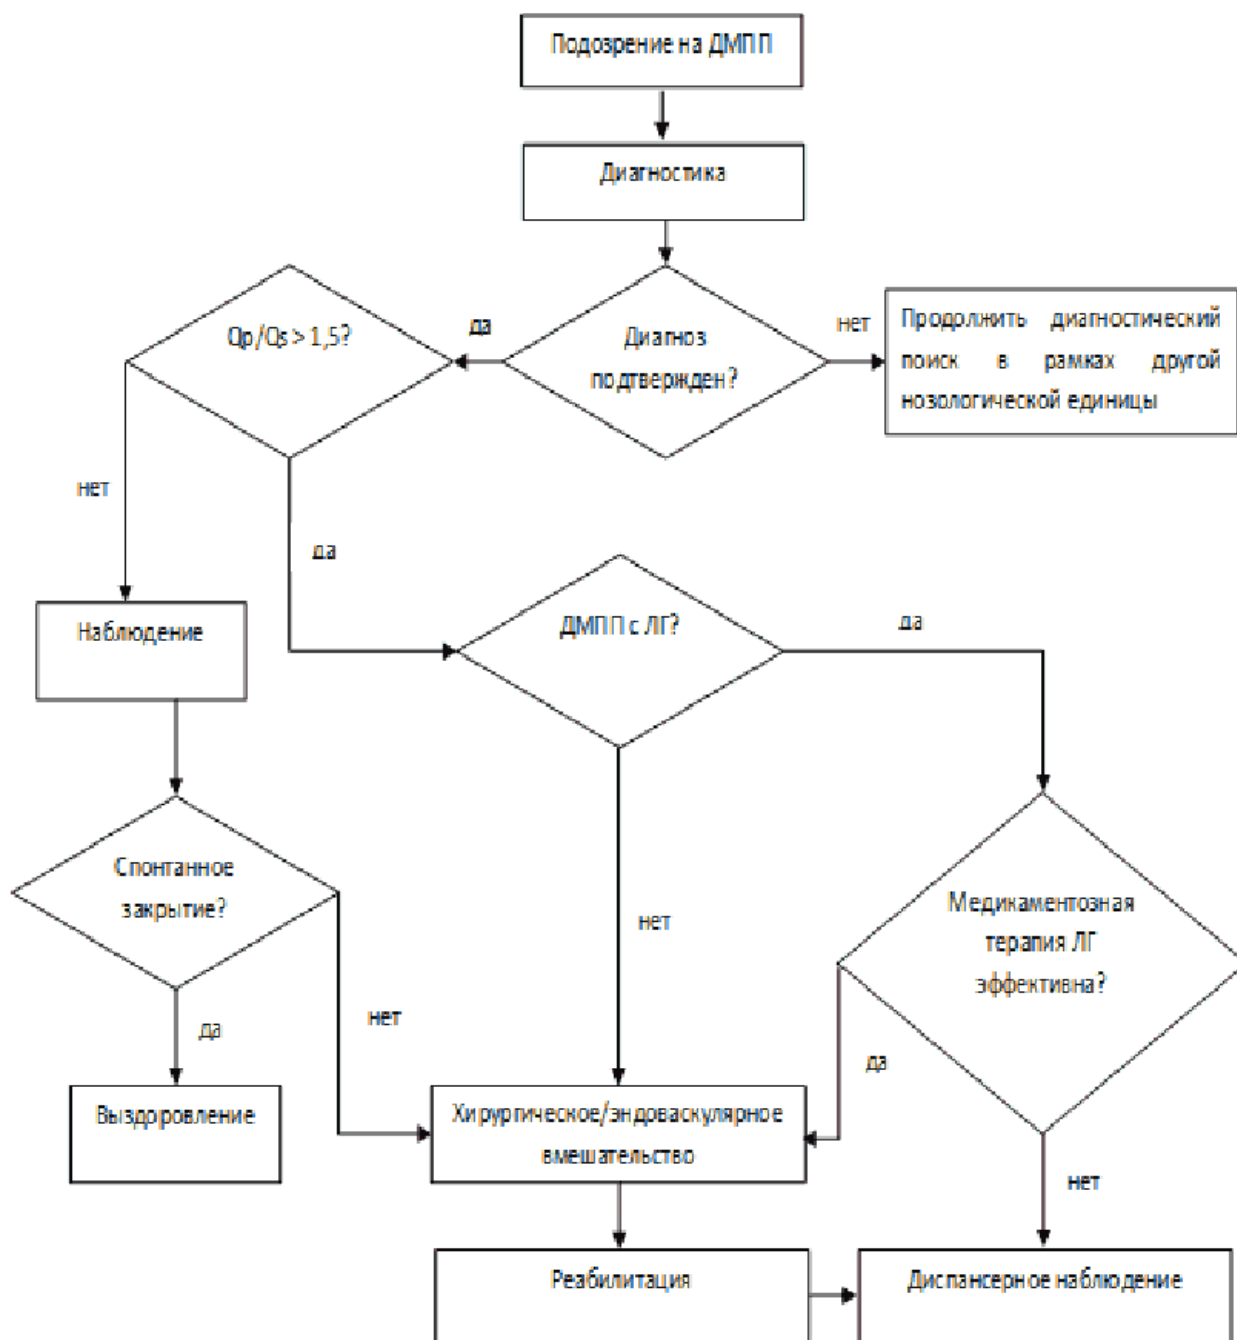 Подозрение на ДМПП
Диагностика
Qp/Qs > 1,5?
да
Диагноз
подтвержден?
нет
Продолжить диагностический
поиск в рамках другой
нозологической единицы
нет
да
Наблюдение
ДМПП с ЛГ?
да
Спонтанное
закрытие?
нет
Медикаментозная
терапия ЛГ
эффективна?
да
нет
да
Выздоровление
Хирургическое/эндоваскулярное
вмешательство
нет
Реабилитация
Диспансерное наблюдение